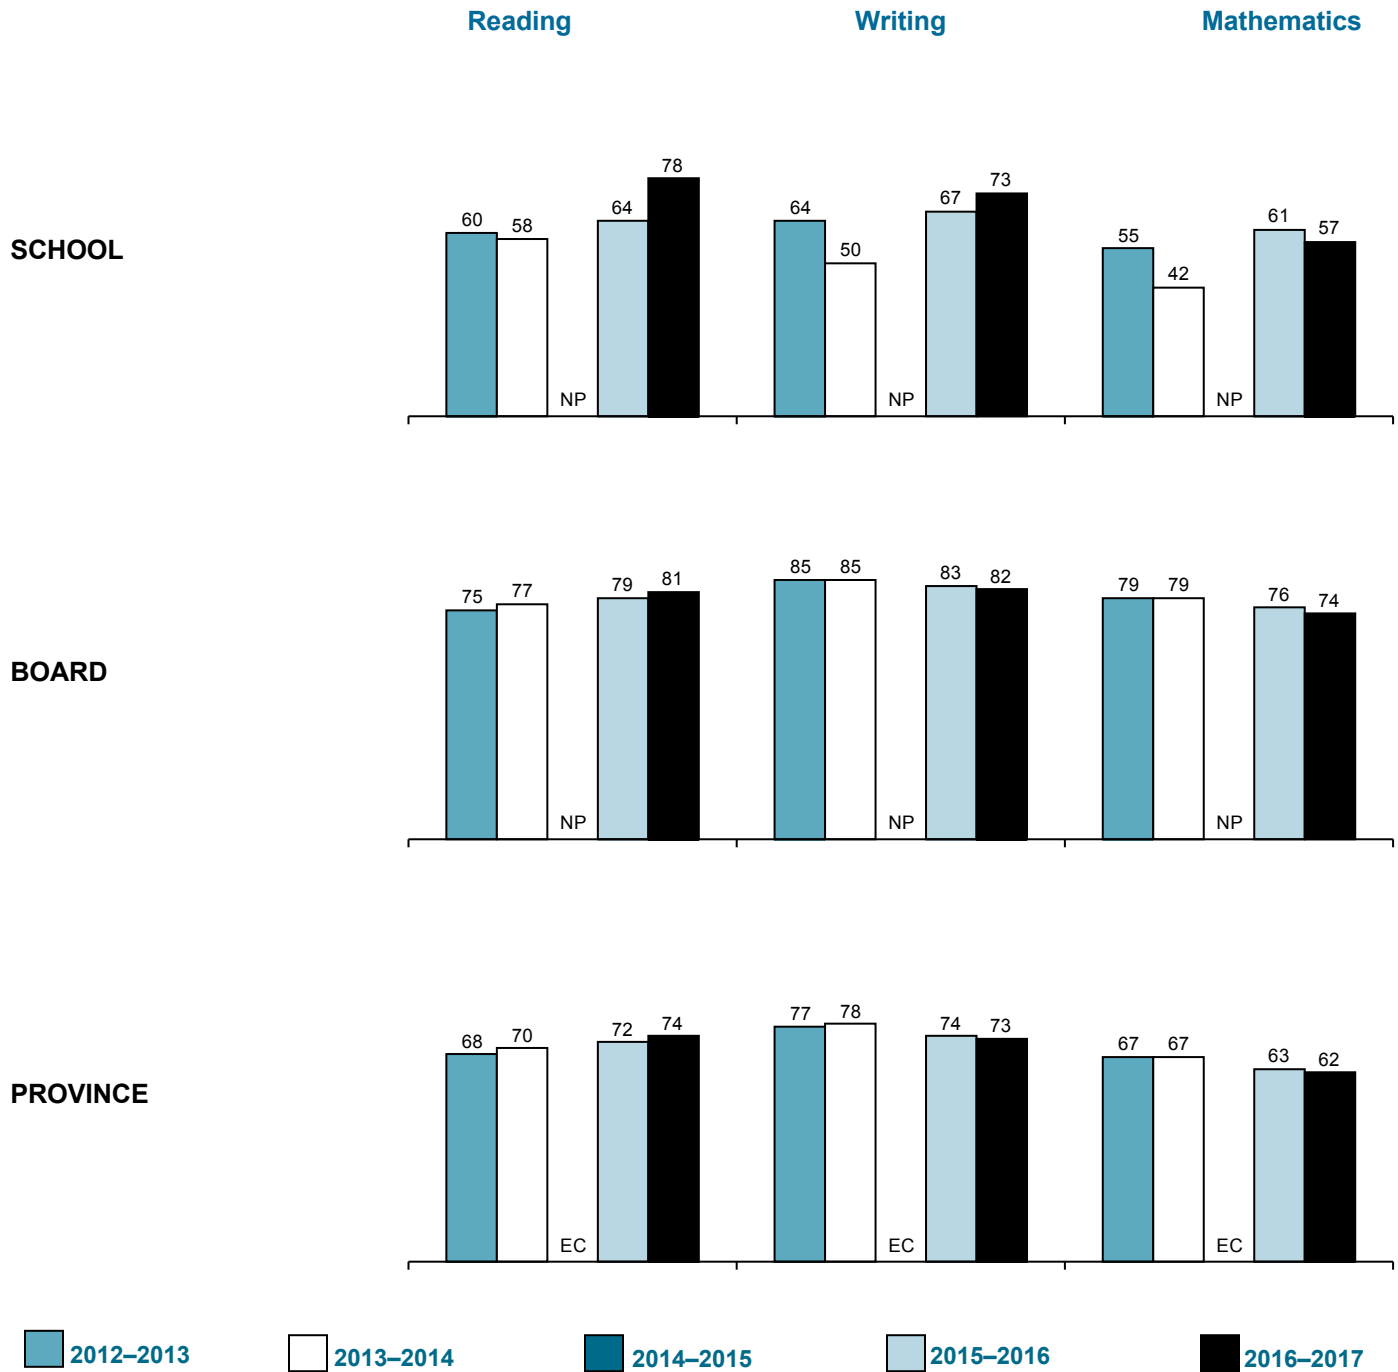 Reading Writing Mathematics
SCHOOL
60 58 NP 64 78 64 50 NP 67 73 55 42 NP 61 57
BOARD
75 77 NP 79 81 85 85 NP 83 82 79 79 NP 76 74
PROVINCE
68 70 EC 72 74 77 78 EC 74 73 67 67 EC 63 62
2012–2013 2013–2014 2014–2015 2015–2016 2016–2017